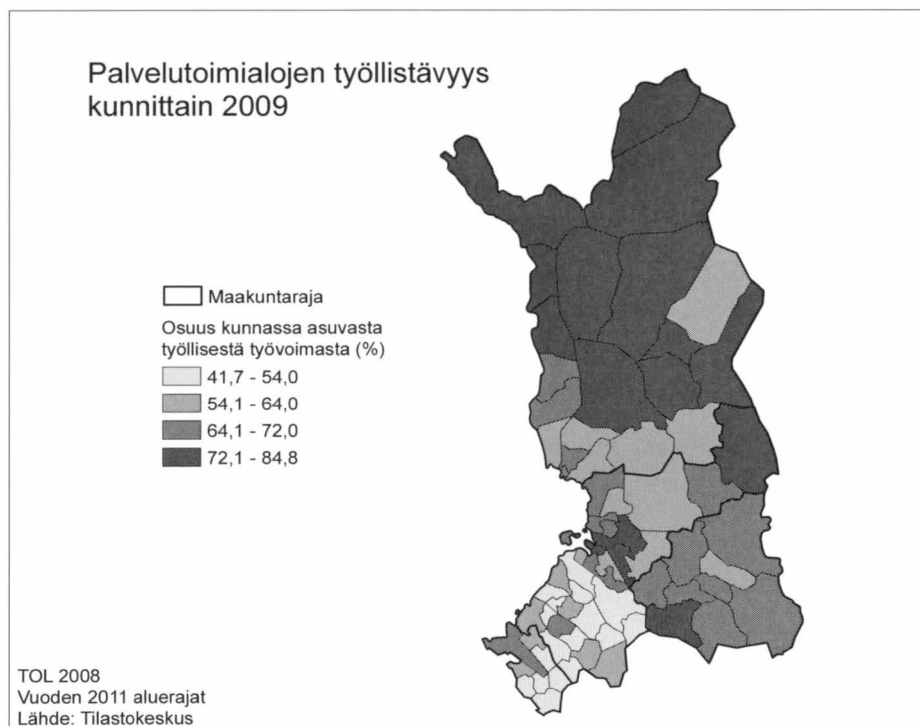 Palvelutoimialojen työllistävyys
kunnittain 2009
Maakuntaraja
Osuus kunnassa asuvasta
työllisestä työvoimasta (%)
41,7 - 54,0
54,1 - 64,0
64,1 - 72,0
72,1 - 84,8
TOL 2008
Vuoden 2011 aluerajat
Lähde: Tilastokeskus